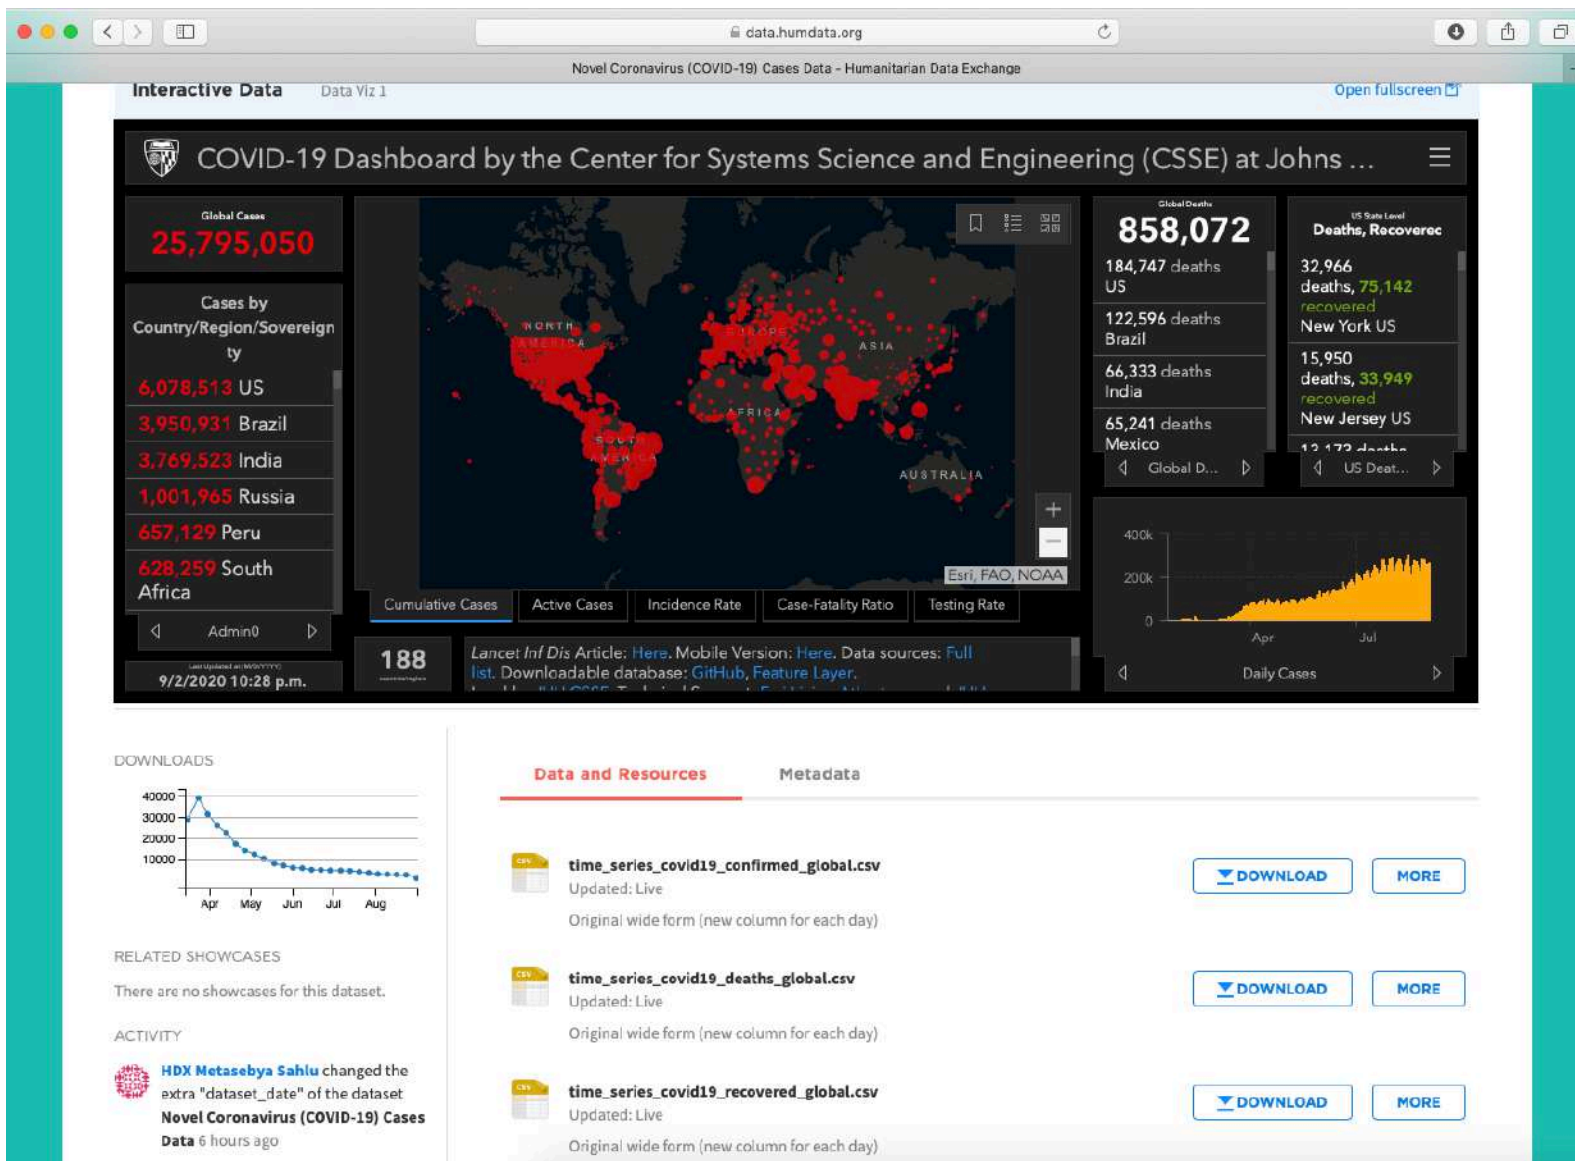 data.humdata.org
Novel Coronavirus (COVID-19) Cases Data - Humanitarian Data Exchange
Interactive Data Data Viz 1 Open fullscreen
COVID-19 Dashboard by the Center for Systems Science and Engineering (CSSE) at Johns ...
Global Cases
25,795,050
Cases by
Country/Region/Sovereign
ty
6,078,513 US
3,950,931 Brazil
3,769,523 India
1,001,965 Russia
657,129 Peru
628,259 South
Africa
Admin0
Last Updated at (M/D/YYYY)
9/2/2020 10:28 p.m.
NORTH
AMERICA
EUROPE
ASIA
AFRICA
SOUTH
AMERICA
AUSTRALIA
+
−
Esri, FAO, NOAA
Cumulative Cases Active Cases Incidence Rate Case-Fatality Ratio Testing Rate
188
Lancet Inf Dis Article: Here. Mobile Version: Here. Data sources: Full
list. Downloadable database: GitHub, Feature Layer.
Global Deaths
858,072
184,747 deaths
US
122,596 deaths
Brazil
66,333 deaths
India
65,241 deaths
Mexico
Global D...
US State Level
Deaths, Recovered
32,966
deaths, 75,142
recovered
New York US
15,950
deaths, 33,949
recovered
New Jersey US
13,173 deaths
US Deat...
400k
200k
0
Apr Jul
Daily Cases
DOWNLOADS
40000
30000
20000
10000
Apr May Jun Jul Aug
RELATED SHOWCASES
There are no showcases for this dataset.
ACTIVITY
HDX Metasebya Sahlu changed the
extra "dataset_date" of the dataset
Novel Coronavirus (COVID-19) Cases
Data 6 hours ago
Data and Resources Metadata
CSV
time_series_covid19_confirmed_global.csv
Updated: Live
Original wide form (new column for each day)
DOWNLOAD MORE
CSV
time_series_covid19_deaths_global.csv
Updated: Live
Original wide form (new column for each day)
DOWNLOAD MORE
CSV
time_series_covid19_recovered_global.csv
Updated: Live
Original wide form (new column for each day)
DOWNLOAD MORE